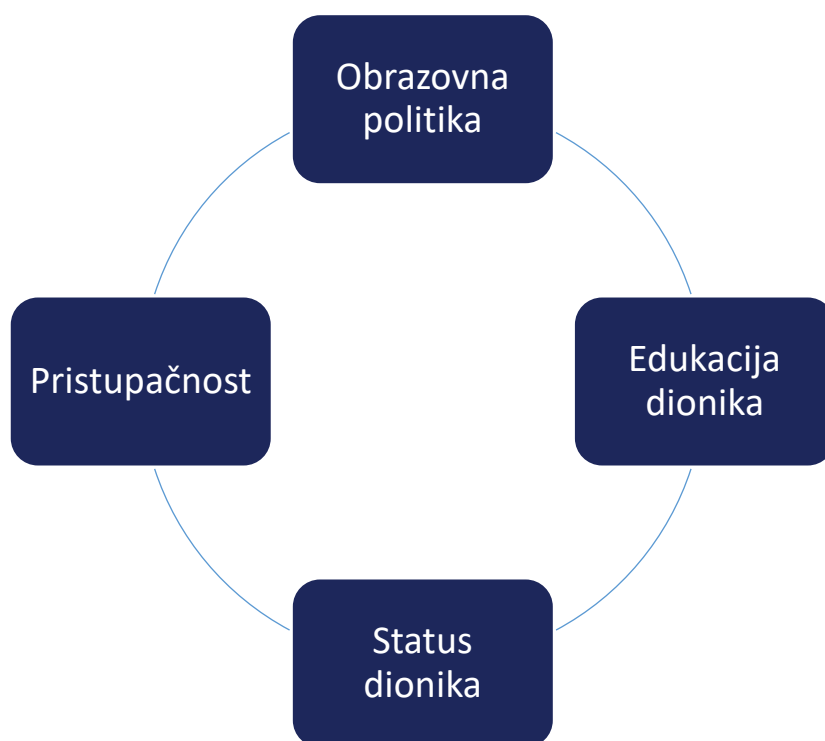 Obrazovna
politika
Pristupačnost
Edukacija
dionika
Status
dionika